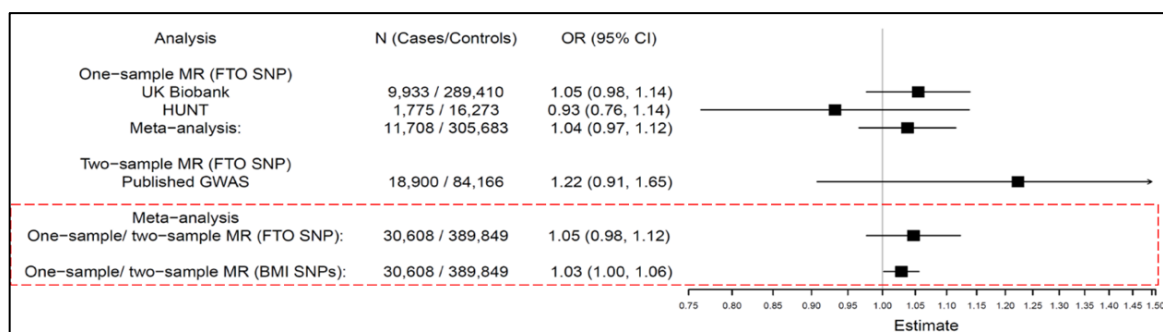 Analysis N (Cases/Controls) OR (95% CI)
One−sample MR (FTO SNP)
UK Biobank 9,933 / 289,410 1.05 (0.98, 1.14)
HUNT 1,775 / 16,273 0.93 (0.76, 1.14)
Meta−analysis: 11,708 / 305,683 1.04 (0.97, 1.12)
Two−sample MR (FTO SNP)
Published GWAS 18,900 / 84,166 1.22 (0.91, 1.65)
Meta−analysis
One−sample/ two−sample MR (FTO SNP): 30,608 / 389,849 1.05 (0.98, 1.12)
One−sample/ two−sample MR (BMI SNPs): 30,608 / 389,849 1.03 (1.00, 1.06)
0.75 0.80 0.90 0.95 1.00 1.05 1.10 1.15 1.20 1.25 1.30 1.35 1.40 1.45 1.50
Estimate